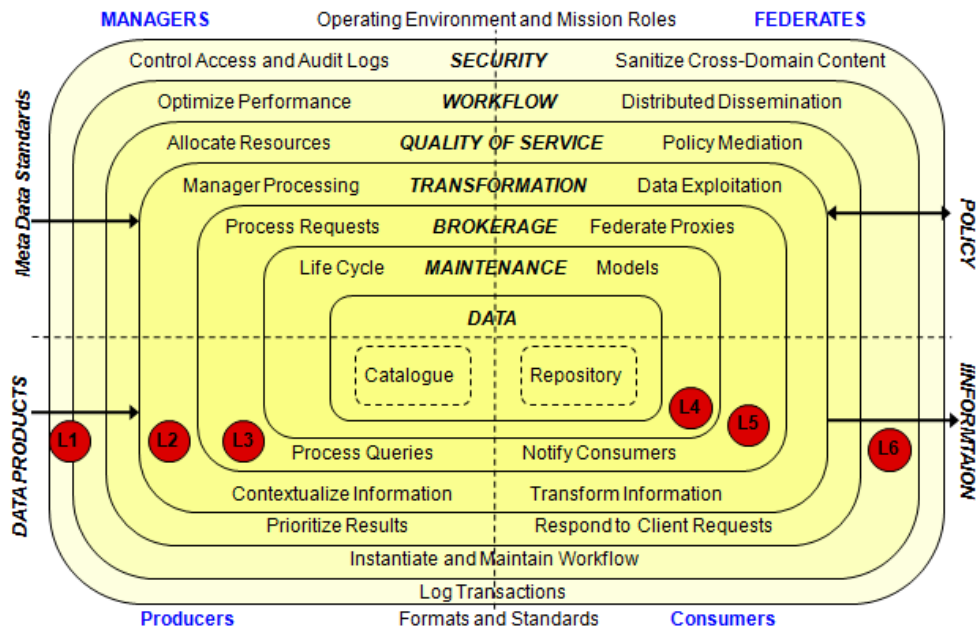 MANAGERS Operating Environment and Mission Roles FEDERATES
Control Access and Audit Logs SECURITY Sanitize Cross-Domain Content
Optimize Performance WORKFLOW Distributed Dissemination
Allocate Resources QUALITY OF SERVICE Policy Mediation
Manager Processing TRANSFORMATION Data Exploitation
Process Requests BROKERAGE Federate Proxies
Life Cycle MAINTENANCE Models
Meta Data Standards
POLICY
DATA
Catalogue Repository
DATA PRODUCTS
IINFORMTAION
L1 L2 L3 L4 L5 L6
Process Queries Notify Consumers
Contextualize Information Transform Information
Prioritize Results Respond to Client Requests
Instantiate and Maintain Workflow
Log Transactions
Producers Formats and Standards Consumers